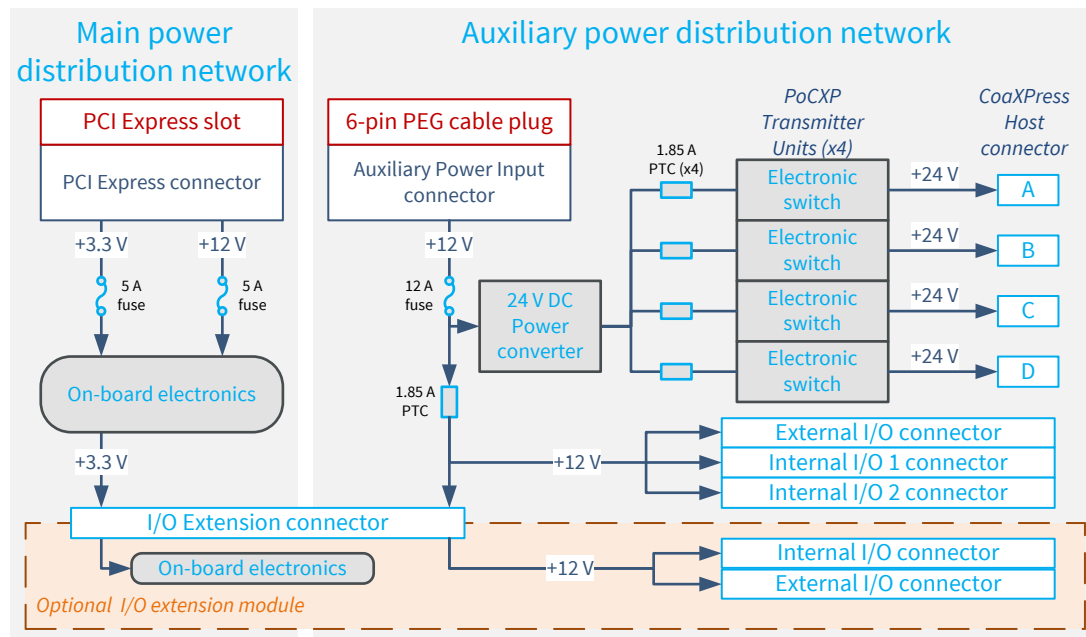 Main power
distribution network
PCI Express slot
PCI Express connector
+3.3 V
+12 V
5 A
fuse
5 A
fuse
On-board electronics
+3.3 V
Auxiliary power distribution network
6-pin PEG cable plug
Auxiliary Power Input
connector
+12 V
12 A
fuse
24 V DC
Power
converter
1.85 A
PTC
1.85 A
PTC (x4)
PoCXP
Transmitter
Units (x4)
CoaXPress
Host
connector
Electronic
switch
+24 V
A
Electronic
switch
+24 V
B
Electronic
switch
+24 V
C
Electronic
switch
+24 V
D
+12 V
External I/O connector
Internal I/O 1 connector
Internal I/O 2 connector
I/O Extension connector
On-board electronics
+12 V
Internal I/O connector
External I/O connector
Optional I/O extension module